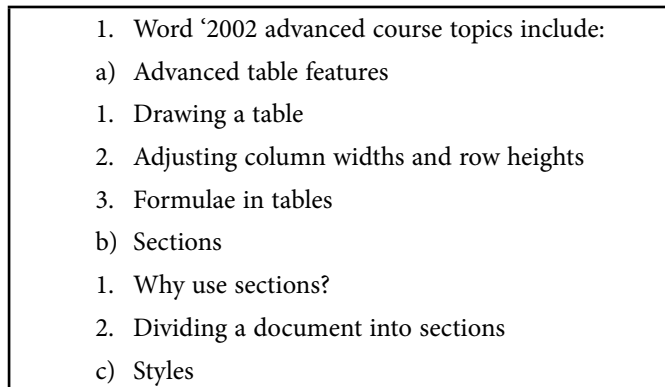 1. Word ‘2002 advanced course topics include:
a) Advanced table features
1. Drawing a table
2. Adjusting column widths and row heights
3. Formulae in tables
b) Sections
1. Why use sections?
2. Dividing a document into sections
c) Styles